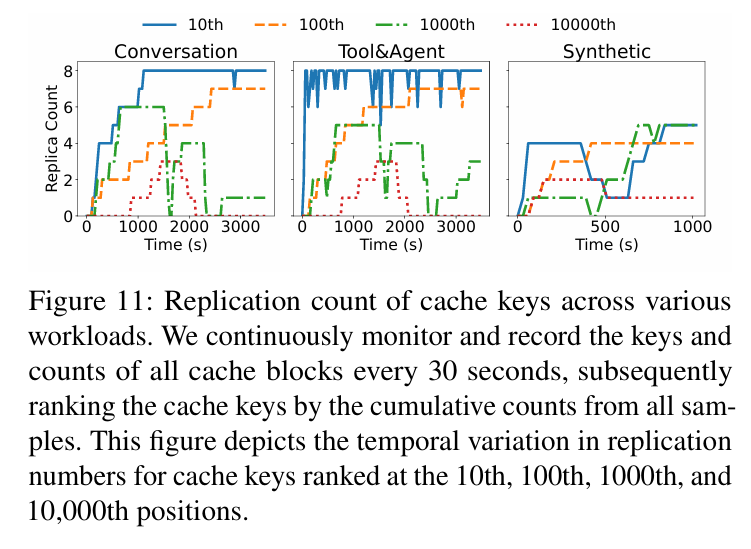 10th 100th 1000th 10000th
Conversation Tool&Agent Synthetic
8
6
4
2
0
Replica Count
0 1000 2000 3000 0 1000 2000 3000 0 500 1000
Time (s) Time (s) Time (s)
Figure 11: Replication count of cache keys across various
workloads. We continuously monitor and record the keys and
counts of all cache blocks every 30 seconds, subsequently
ranking the cache keys by the cumulative counts from all sam-
ples. This figure depicts the temporal variation in replication
numbers for cache keys ranked at the 10th, 100th, 1000th, and
10,000th positions.